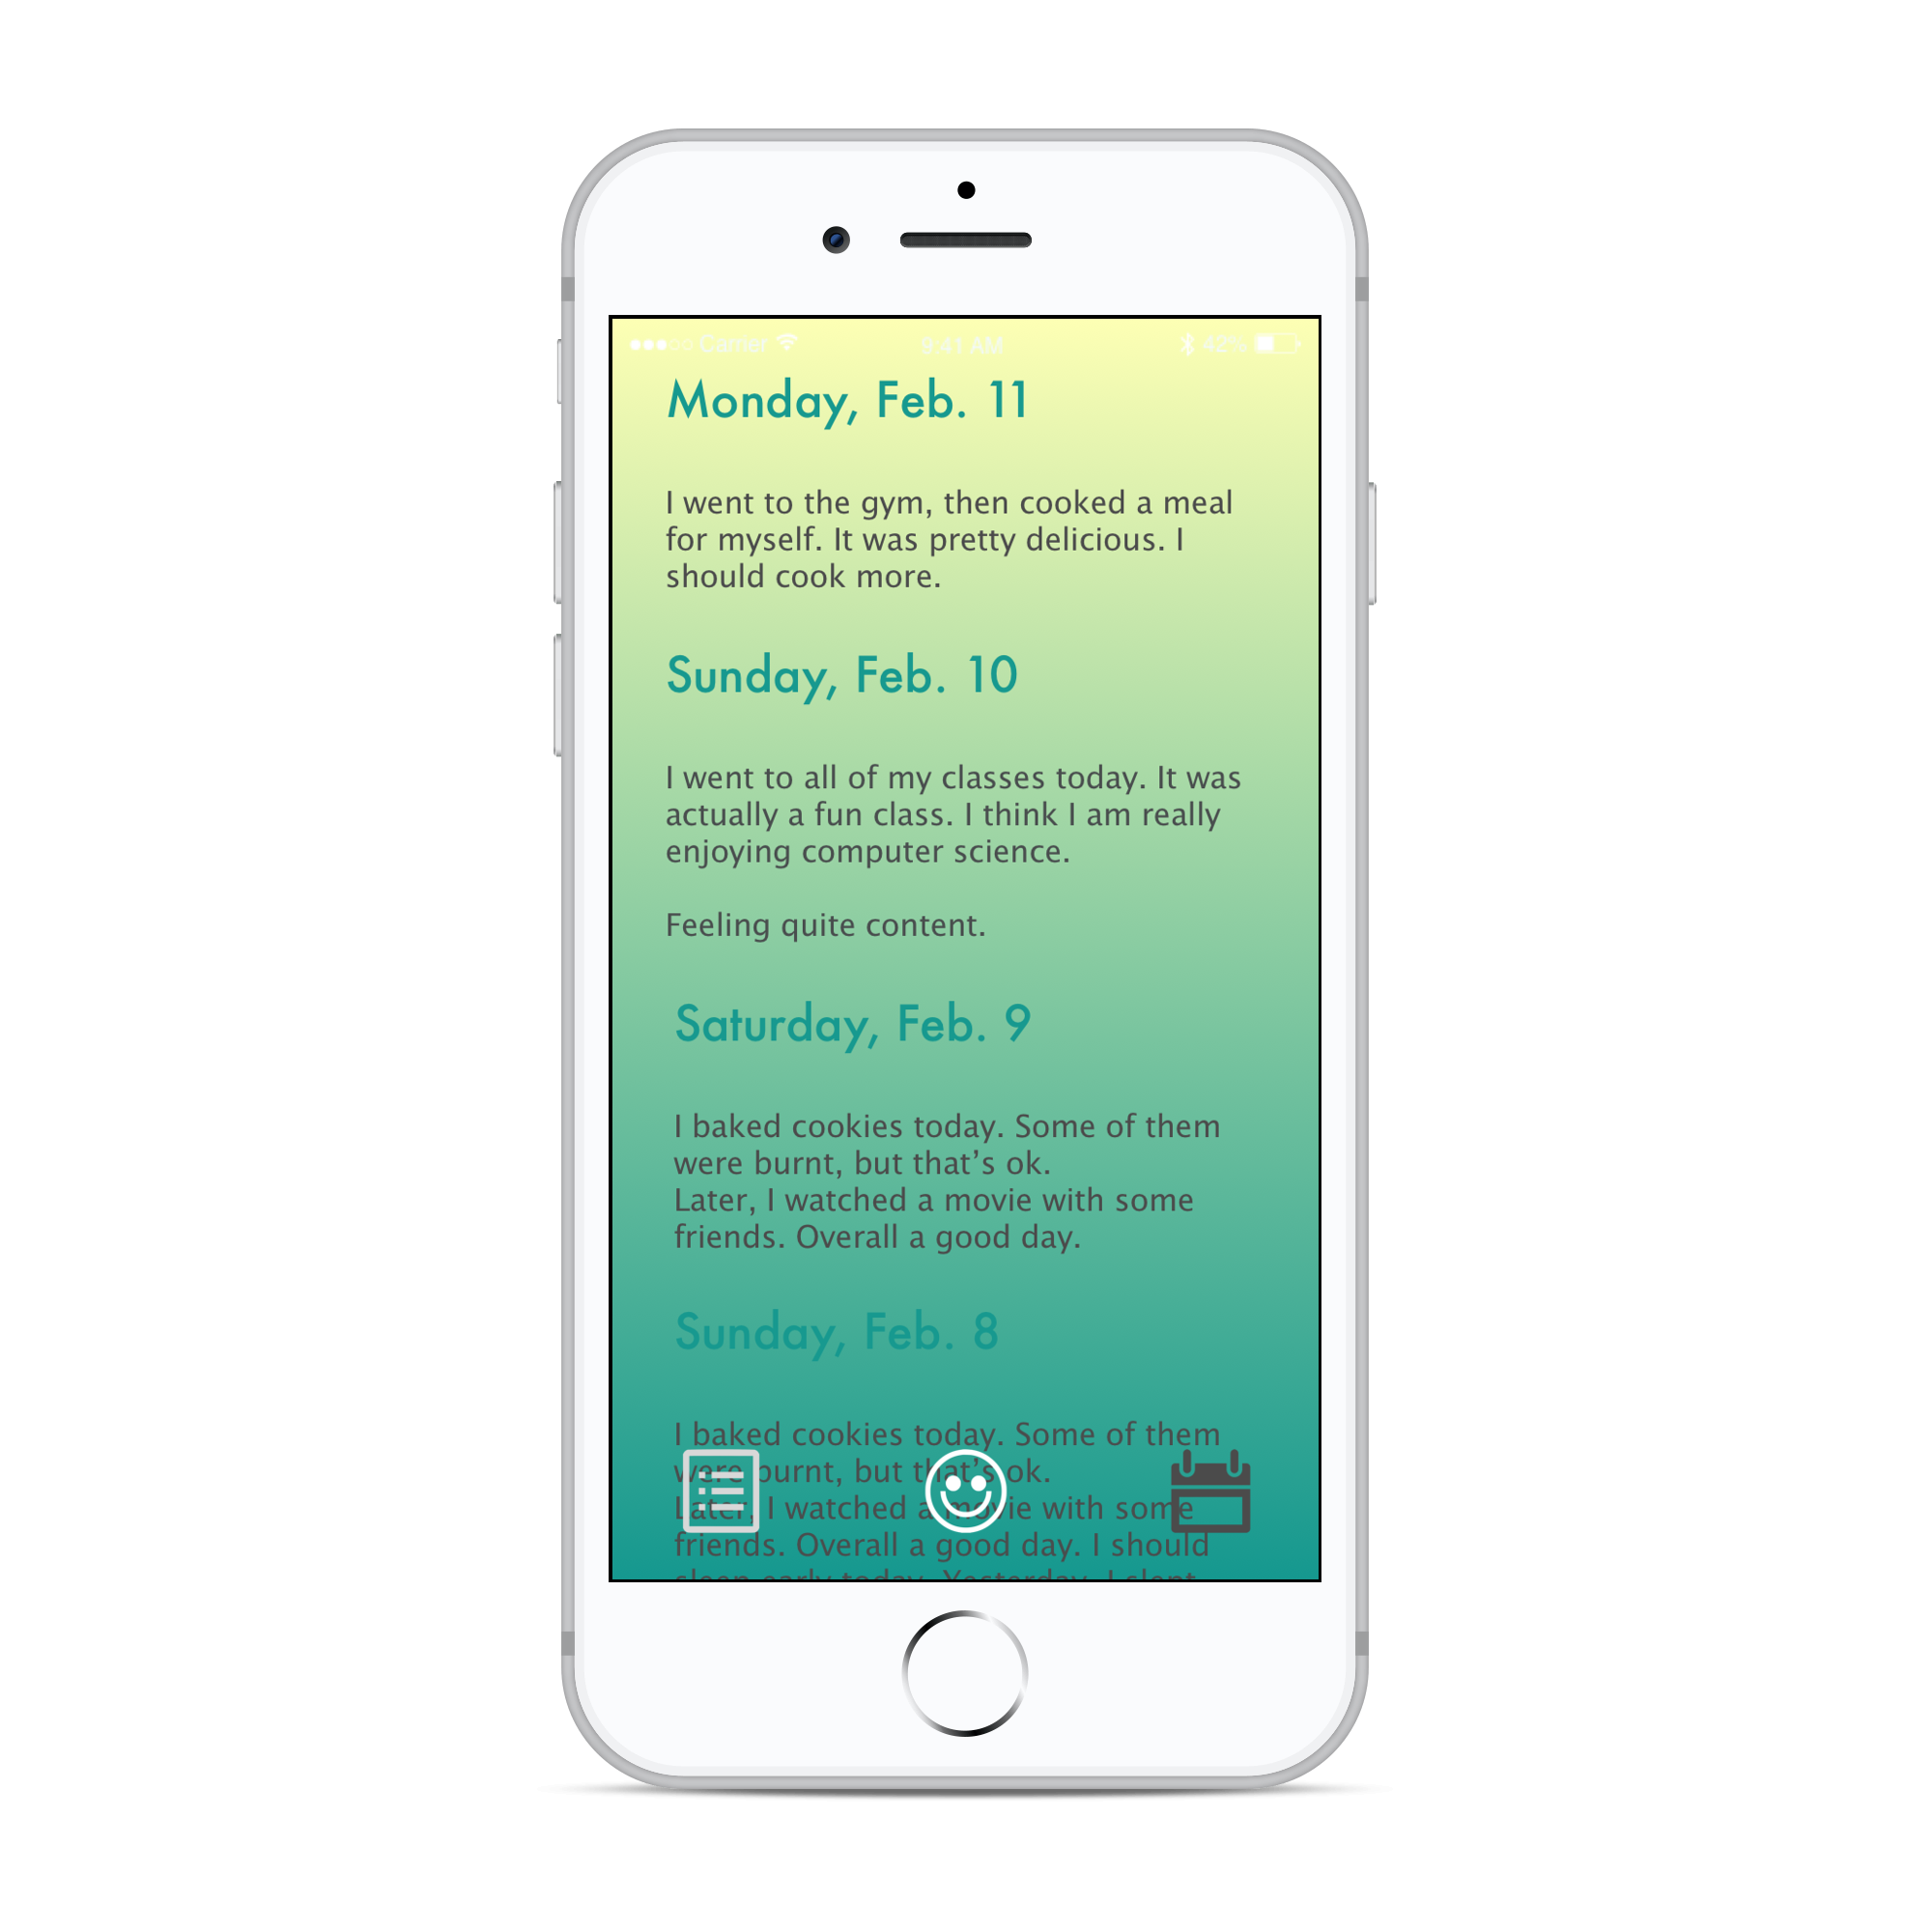 Carrier 9:41 AM 42%
Monday, Feb. 11
I went to the gym, then cooked a meal
for myself. It was pretty delicious. I
should cook more.
Sunday, Feb. 10
I went to all of my classes today. It was
actually a fun class. I think I am really
enjoying computer science.
Feeling quite content.
Saturday, Feb. 9
I baked cookies today. Some of them
were burnt, but that’s ok.
Later, I watched a movie with some
friends. Overall a good day.
Sunday, Feb. 8
I baked cookies today. Some of them
were burnt, but that’s ok.
Later, I watched a movie with some
friends. Overall a good day. I should
sleep early today. Yesterday, I slept